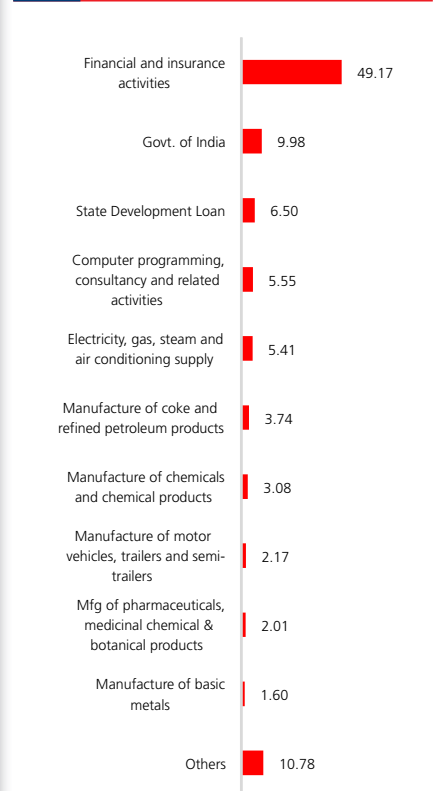 Financial and insurance
activities
49.17
Govt. of India
9.98
State Development Loan
6.50
Computer programming,
consultancy and related
activities
5.55
Electricity, gas, steam and
air conditioning supply
5.41
Manufacture of coke and
refined petroleum products
3.74
Manufacture of chemicals
and chemical products
3.08
Manufacture of motor
vehicles, trailers and semi-
trailers
2.17
Mfg of pharmaceuticals,
medicinal chemical &
botanical products
2.01
Manufacture of basic
metals
1.60
Others
10.78